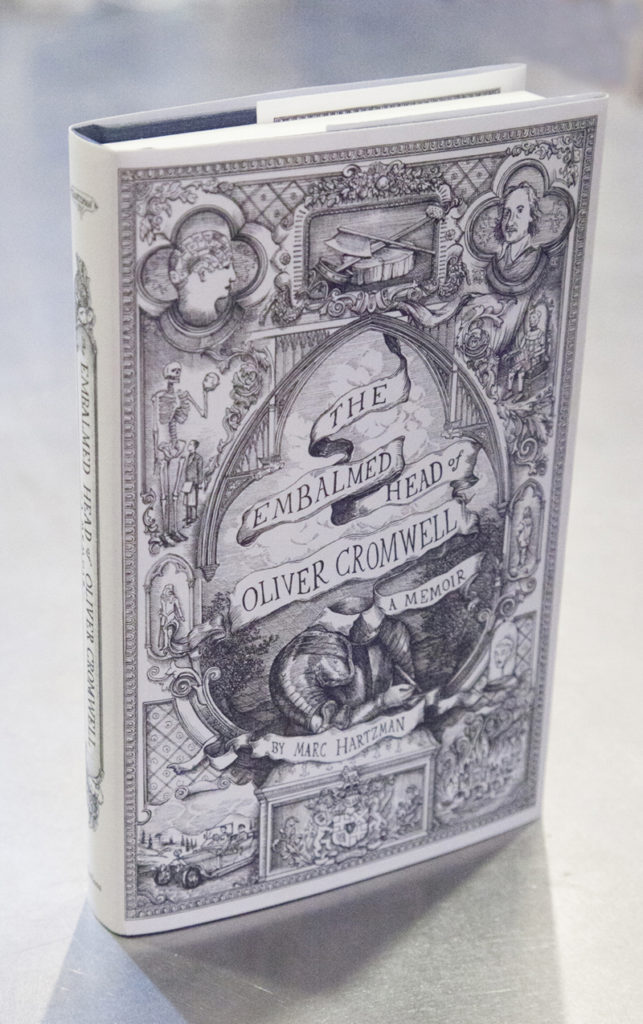 THE
EMBALMED
HEAD of
OLIVER CROMWELL
A MEMOIR
BY MARC HARTZMAN
EMBALMED HEAD of OLIVER CROMWELL